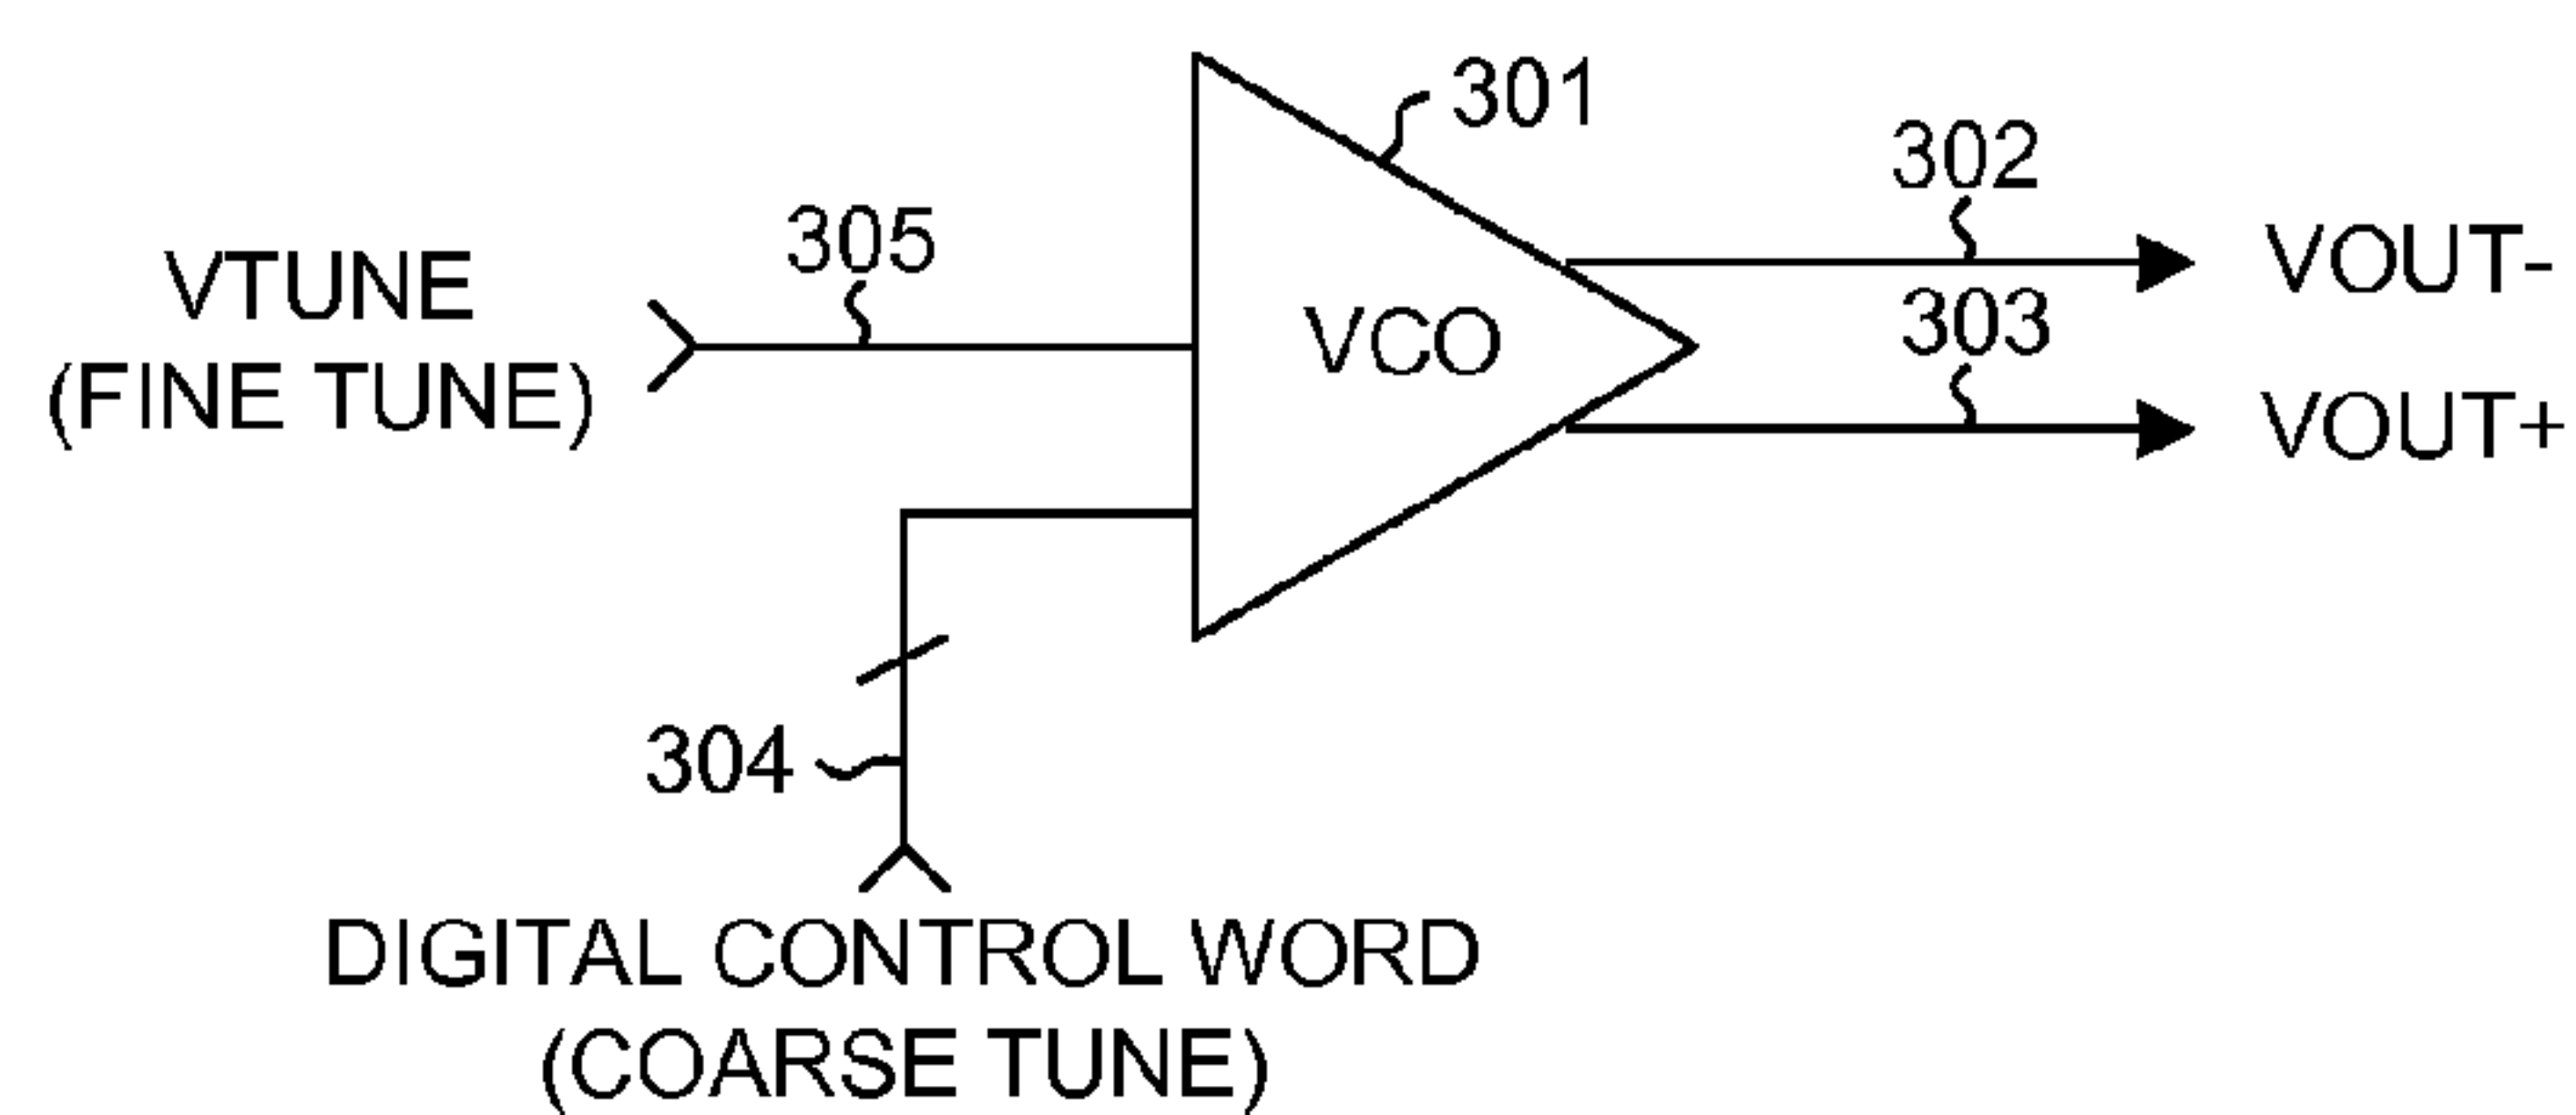 301
302
VOUT-
305
VTUNE
(FINE TUNE)
VCO
303
VOUT+
304
DIGITAL CONTROL WORD
(COARSE TUNE)